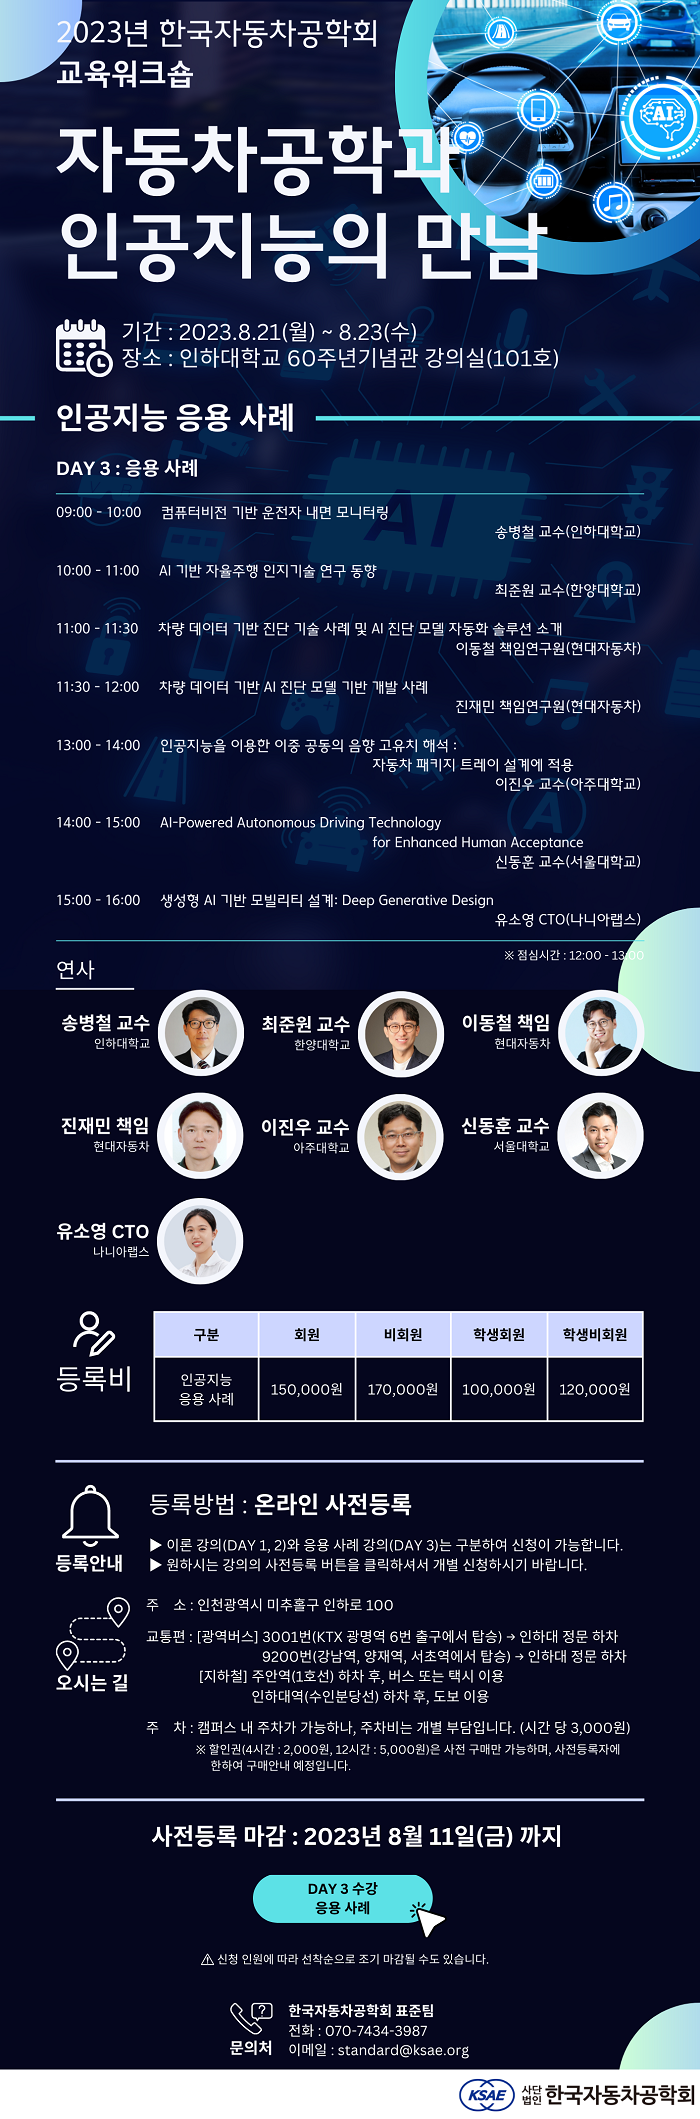 2023년 한국자동차공학회
교육워크숍
자동차공학과
인공지능의 만남
AI
기간 : 2023.8.21(월) ~ 8.23(수)
장소 : 인하대학교 60주년기념관 강의실(101호)
인공지능 응용 사례
DAY 3 : 응용 사례
AI
09:00 - 10:00 컴퓨터비전 기반 운전자 내면 모니터링
송병철 교수(인하대학교)
10:00 - 11:00 AI 기반 자율주행 인지기술 연구 동향
최준원 교수(한양대학교)
11:00 - 11:30 차량 데이터 기반 진단 기술 사례 및 AI 진단 모델 자동화 솔루션 소개
이동철 책임연구원(현대자동차)
11:30 - 12:00 차량 데이터 기반 AI 진단 모델 기반 개발 사례
진재민 책임연구원(현대자동차)
13:00 - 14:00 인공지능을 이용한 이중 공동의 음향 고유치 해석 :
자동차 패키지 트레이 설계에 적용
이진우 교수(아주대학교)
A
14:00 - 15:00 AI-Powered Autonomous Driving Technology
for Enhanced Human Acceptance
신동훈 교수(서울대학교)
15:00 - 16:00 생성형 AI 기반 모빌리티 설계: Deep Generative Design
유소영 CTO(나니아랩스)
※ 점심시간 : 12:00 - 13:00
연사
송병철 교수 최준원 교수 이동철 책임
인하대학교 한양대학교 현대자동차
진재민 책임 이진우 교수 신동훈 교수
현대자동차 아주대학교 서울대학교
유소영 CTO
나니아랩스
등록비
구분 회원 비회원 학생회원 학생비회원
인공지능
응용 사례 150,000원 170,000원 100,000원 120,000원
등록안내
등록방법 : 온라인 사전등록
▶ 이론 강의(DAY 1, 2)와 응용 사례 강의(DAY 3)는 구분하여 신청이 가능합니다.
▶ 원하시는 강의의 사전등록 버튼을 클릭하셔서 개별 신청하시기 바랍니다.
오시는 길
주 소 : 인천광역시 미추홀구 인하로 100
교통편 : [광역버스] 3001번(KTX 광명역 6번 출구에서 탑승) → 인하대 정문 하차
9200번(강남역, 양재역, 서초역에서 탑승) → 인하대 정문 하차
[지하철] 주안역(1호선) 하차 후, 버스 또는 택시 이용
인하대역(수인분당선) 하차 후, 도보 이용
주 차 : 캠퍼스 내 주차가 가능하나, 주차비는 개별 부담입니다. (시간 당 3,000원)
※ 할인권(4시간 : 2,000원, 12시간 : 5,000원)은 사전 구매만 가능하며, 사전등록자에
한하여 구매안내 예정입니다.
사전등록 마감 : 2023년 8월 11일(금) 까지
DAY 3 수강
응용 사례
⚠ 신청 인원에 따라 선착순으로 조기 마감될 수도 있습니다.
문의처
한국자동차공학회 표준팀
전화 : 070-7434-3987
이메일 : standard@ksae.org
KSAE 사단법인 한국자동차공학회